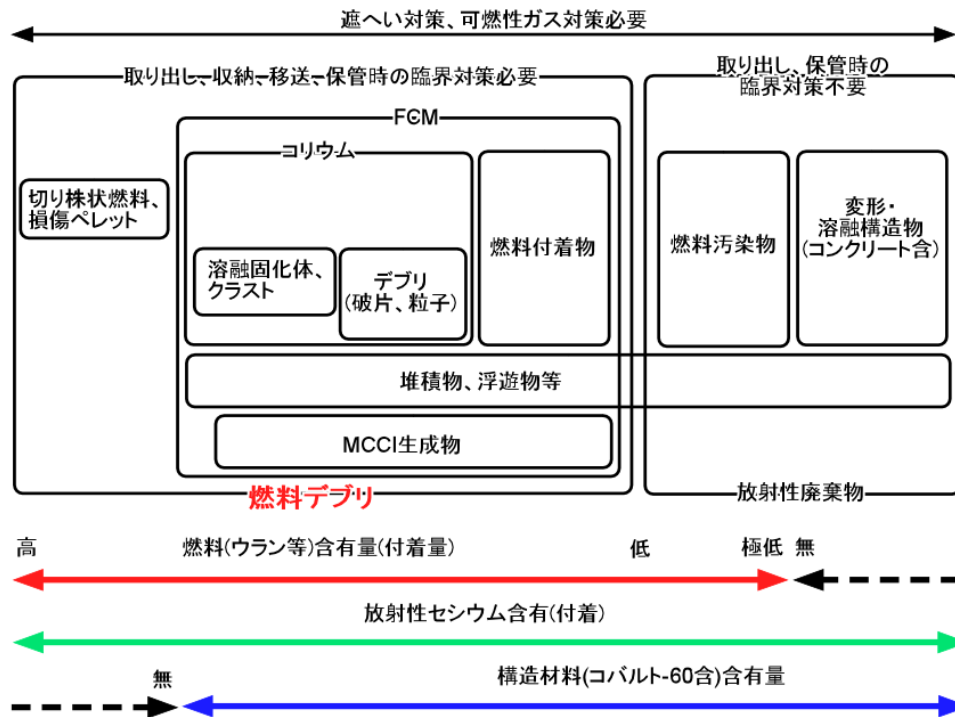 遮へい対策、可燃性ガス対策必要
取り出し、収納、移送、保管時の臨界対策必要
取り出し、保管時の
臨界対策不要
FCM
コリウム
切り株状燃料、
損傷ペレット
溶融固化体、
クラスト
デブリ
(破片、粒子)
燃料付着物
燃料汚染物
変形・
溶融構造物
(コンクリート含)
堆積物、浮遊物等
MCCI生成物
燃料デブリ
放射性廃棄物
高
燃料(ウラン等)含有量(付着量)
低
極低
無
放射性セシウム含有(付着)
無
構造材料(コバルト-60含)含有量